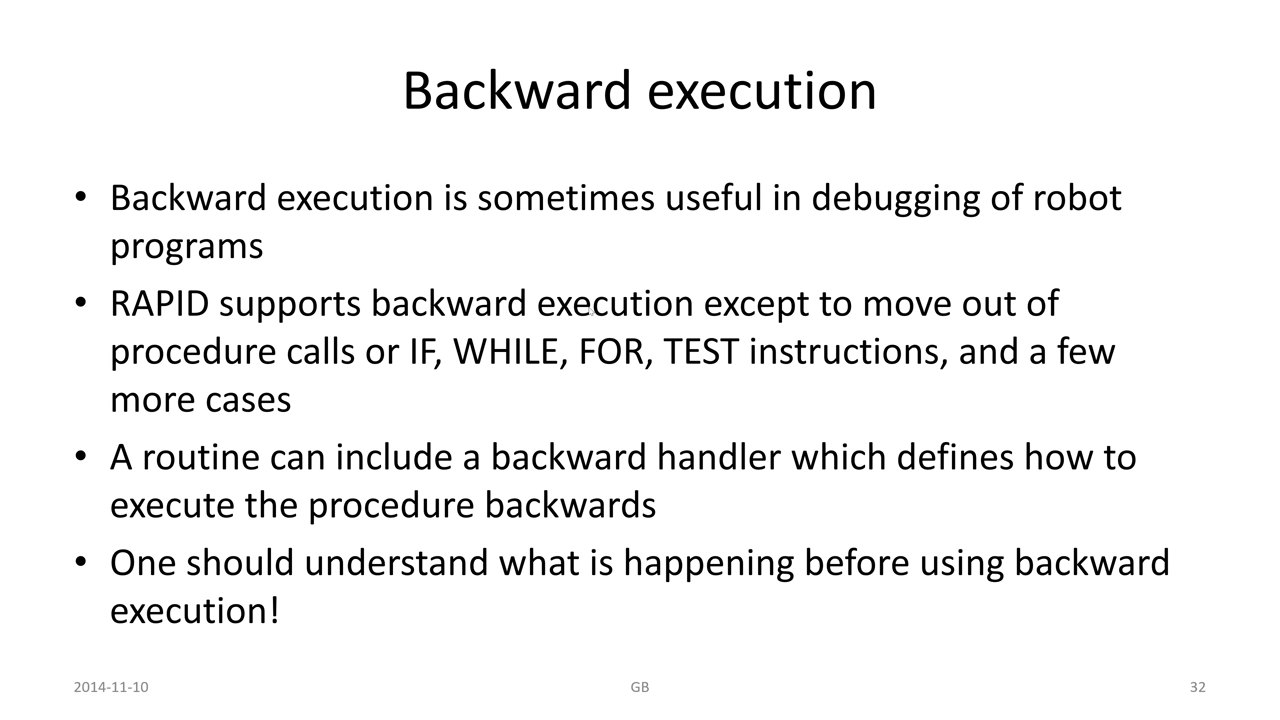 Backward execution
• Backward execution is sometimes useful in debugging of robot
programs
• RAPID supports backward execution except to move out of
procedure calls or IF, WHILE, FOR, TEST instructions, and a few
more cases
• A routine can include a backward handler which defines how to
execute the procedure backwards
• One should understand what is happening before using backward
execution!
2014-11-10 GB 32